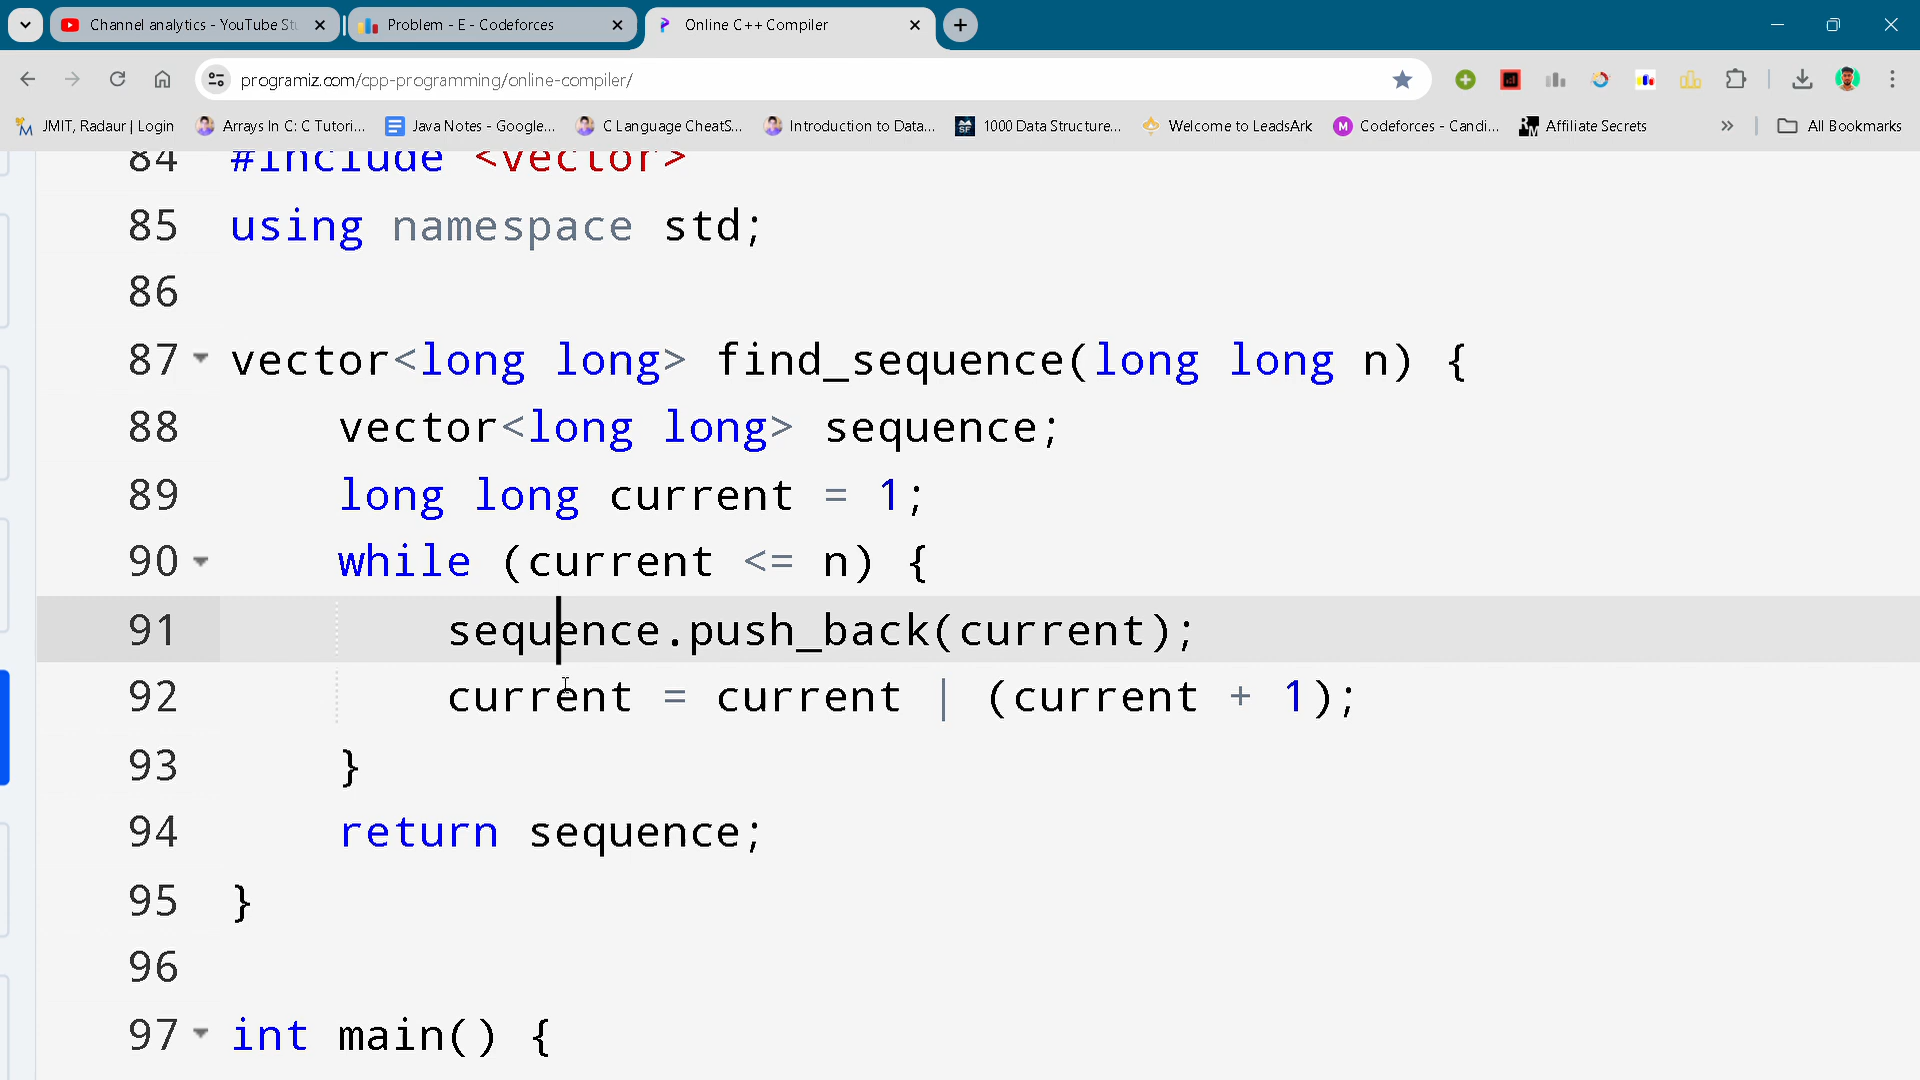 Channel analytics - YouTube St
Problem - E - Codeforces
Online C++ Compiler
programiz.com/cpp-programming/online-compiler/
JMIT, Radaur | Login
Arrays In C: C Tutori...
Java Notes - Google...
C Language CheatS...
Introduction to Data...
1000 Data Structure...
Welcome to LeadsArk
Codeforces - Candi...
Affiliate Secrets
All Bookmarks
84 #include <vector>
85 using namespace std;
86
87 vector<long long> find_sequence(long long n) {
88 vector<long long> sequence;
89 long long current = 1;
90 while (current <= n) {
91 sequence.push_back(current);
92 current = current | (current + 1);
93 }
94 return sequence;
95 }
96
97 int main() {